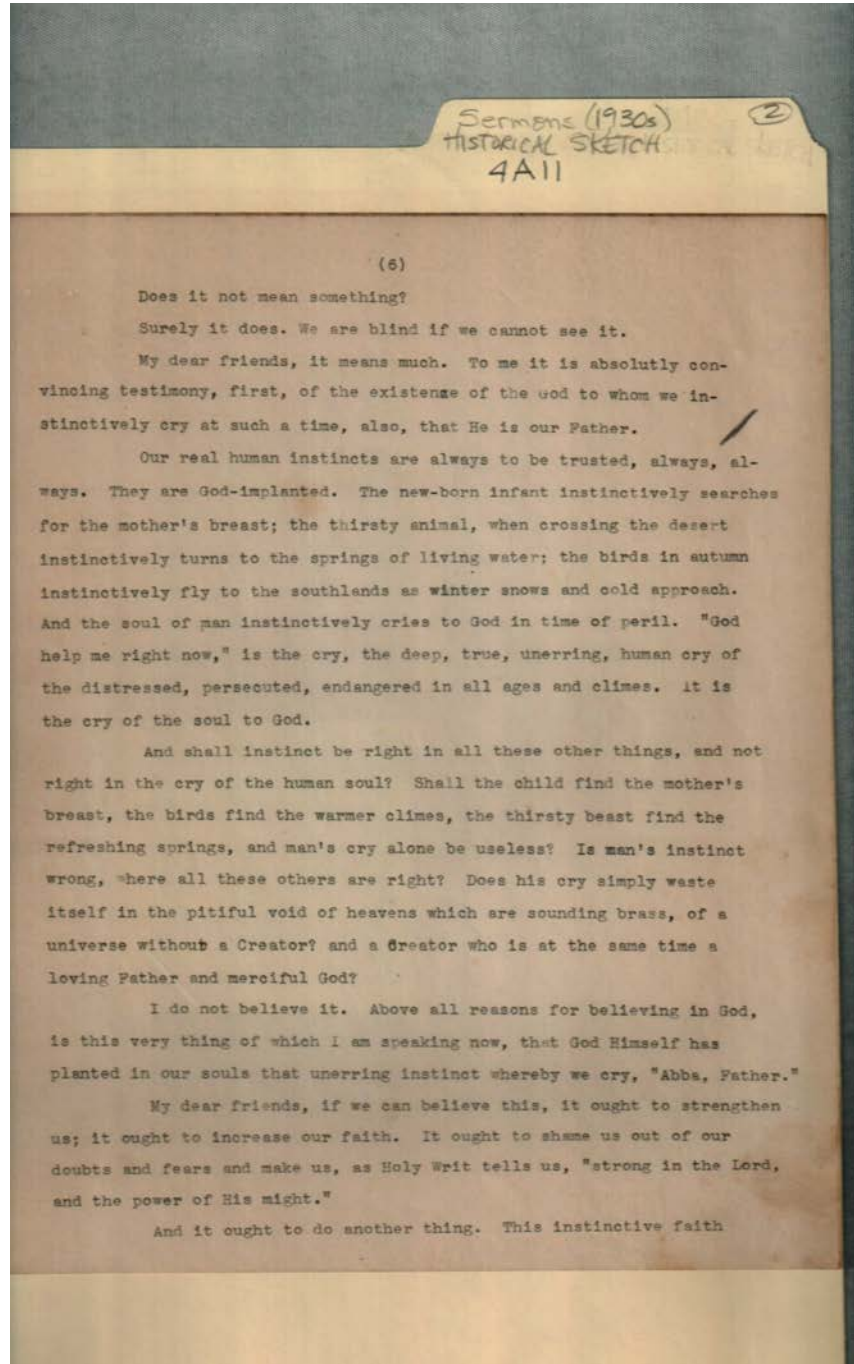 Sermons (1930s) 2
HISTORICAL SKETCH
4A11
(6)
Does it not mean something?
Surely it does. We are blind if we cannot see it.
My dear friends, it means much. To me it is absolutly con-
vincing testimony, first, of the existense of the God to whom we in-
stinctively cry at such a time, also, that He is our Father.
Our real human instincts are always to be trusted, always, al-
ways. They are God-implanted. The new-born infant instinctively searches
for the mother's breast; the thirsty animal, when crossing the desert
instinctively turns to the springs of living water; the birds in autumn
instinctively fly to the southlands as winter snows and cold approach.
And the soul of man instinctively cries to God in time of peril. "God
help me right now," is the cry, the deep, true, unerring, human cry of
the distressed, persecuted, endangered in all ages and climes. It is
the cry of the soul to God.
And shall instinct be right in all these other things, and not
right in the cry of the human soul? Shall the child find the mother's
breast, the birds find the warmer climes, the thirsty beast find the
refreshing springs, and man's cry alone be useless? Is man's instinct
wrong, where all these others are right? Does his cry simply waste
itself in the pitiful void of heavens which are sounding brass, of a
universe without a Creator? and a Creator who is at the same time a
loving Father and merciful God?
I do not believe it. Above all reasons for believing in God,
is this very thing of which I am speaking now, that God Himself has
planted in our souls that unerring instinct whereby we cry, "Abba, Father."
My dear friends, if we can believe this, it ought to strengthen
us; it ought to increase our faith. It ought to shame us out of our
doubts and fears and make us, as Holy Writ tells us, "strong in the Lord,
and the power of His might."
And it ought to do another thing. This instinctive faith